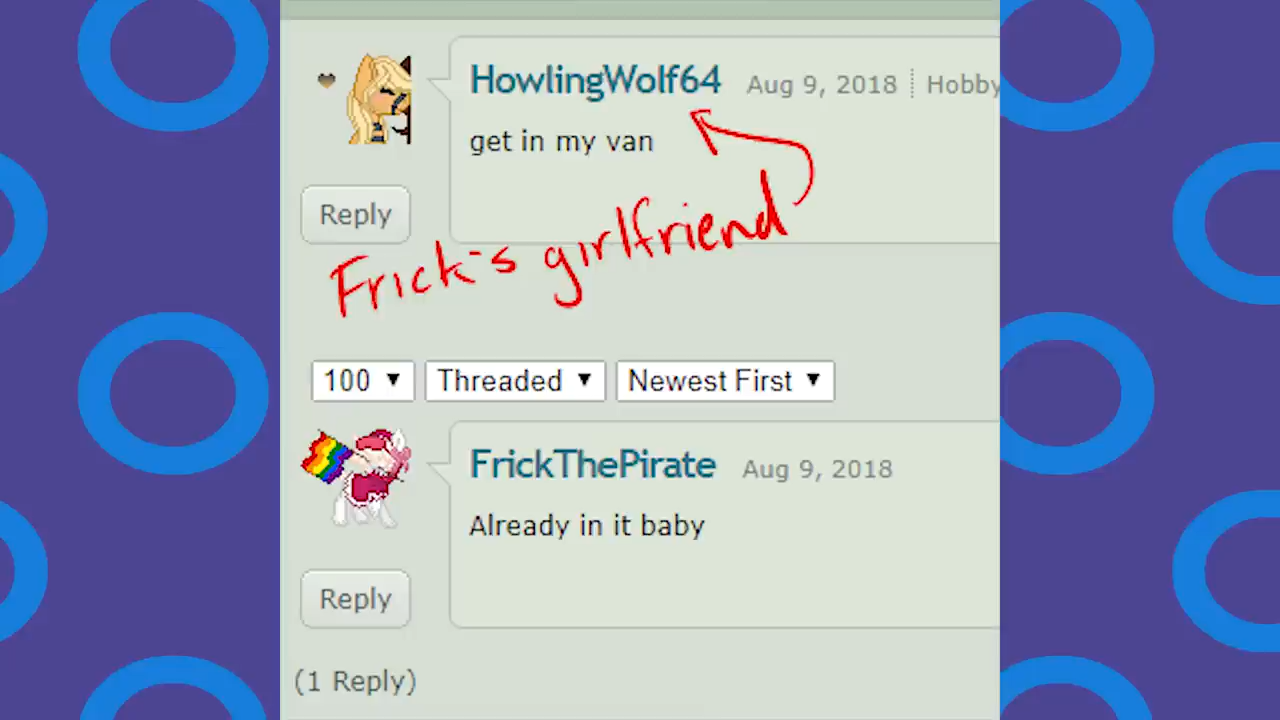 HowlingWolf64 Aug 9, 2018 Hobby
get in my van
Reply
Frick's girlfriend
100 Threaded Newest First
FrickThePirate Aug 9, 2018
Already in it baby
Reply
(1 Reply)